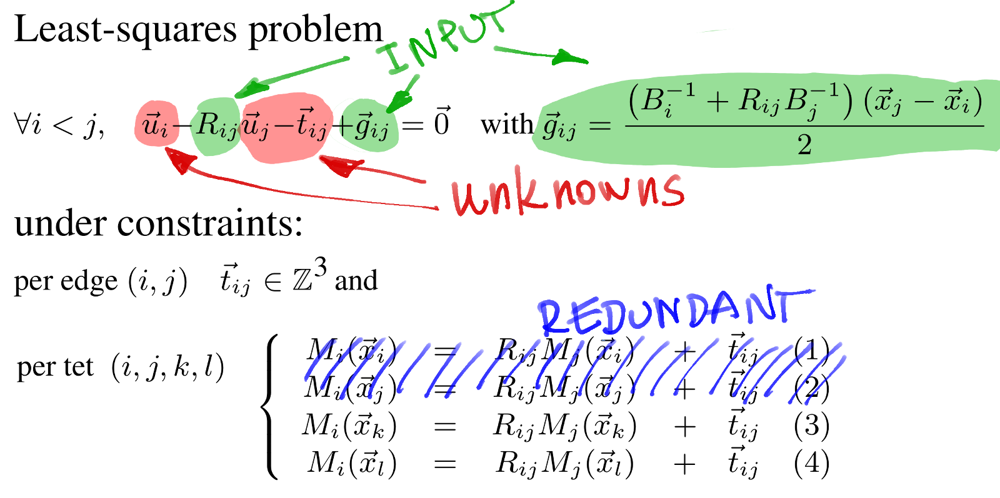 Least-squares problem
INPUT
∀i < j, u⃗_i − R_ij u⃗_j − t⃗_ij + g⃗_ij = 0⃗ with g⃗_ij = (B_i^{-1} + R_ij B_j^{-1}) (x⃗_j − x⃗_i) / 2
unknowns
under constraints:
per edge (i, j) t⃗_ij ∈ ℤ^3 and
REDUNDANT
per tet (i, j, k, l)
M_i(x⃗_i) = R_ij M_j(x⃗_i) + t⃗_ij (1)
M_i(x⃗_j) = R_ij M_j(x⃗_j) + t⃗_ij (2)
M_i(x⃗_k) = R_ij M_j(x⃗_k) + t⃗_ij (3)
M_i(x⃗_l) = R_ij M_j(x⃗_l) + t⃗_ij (4)